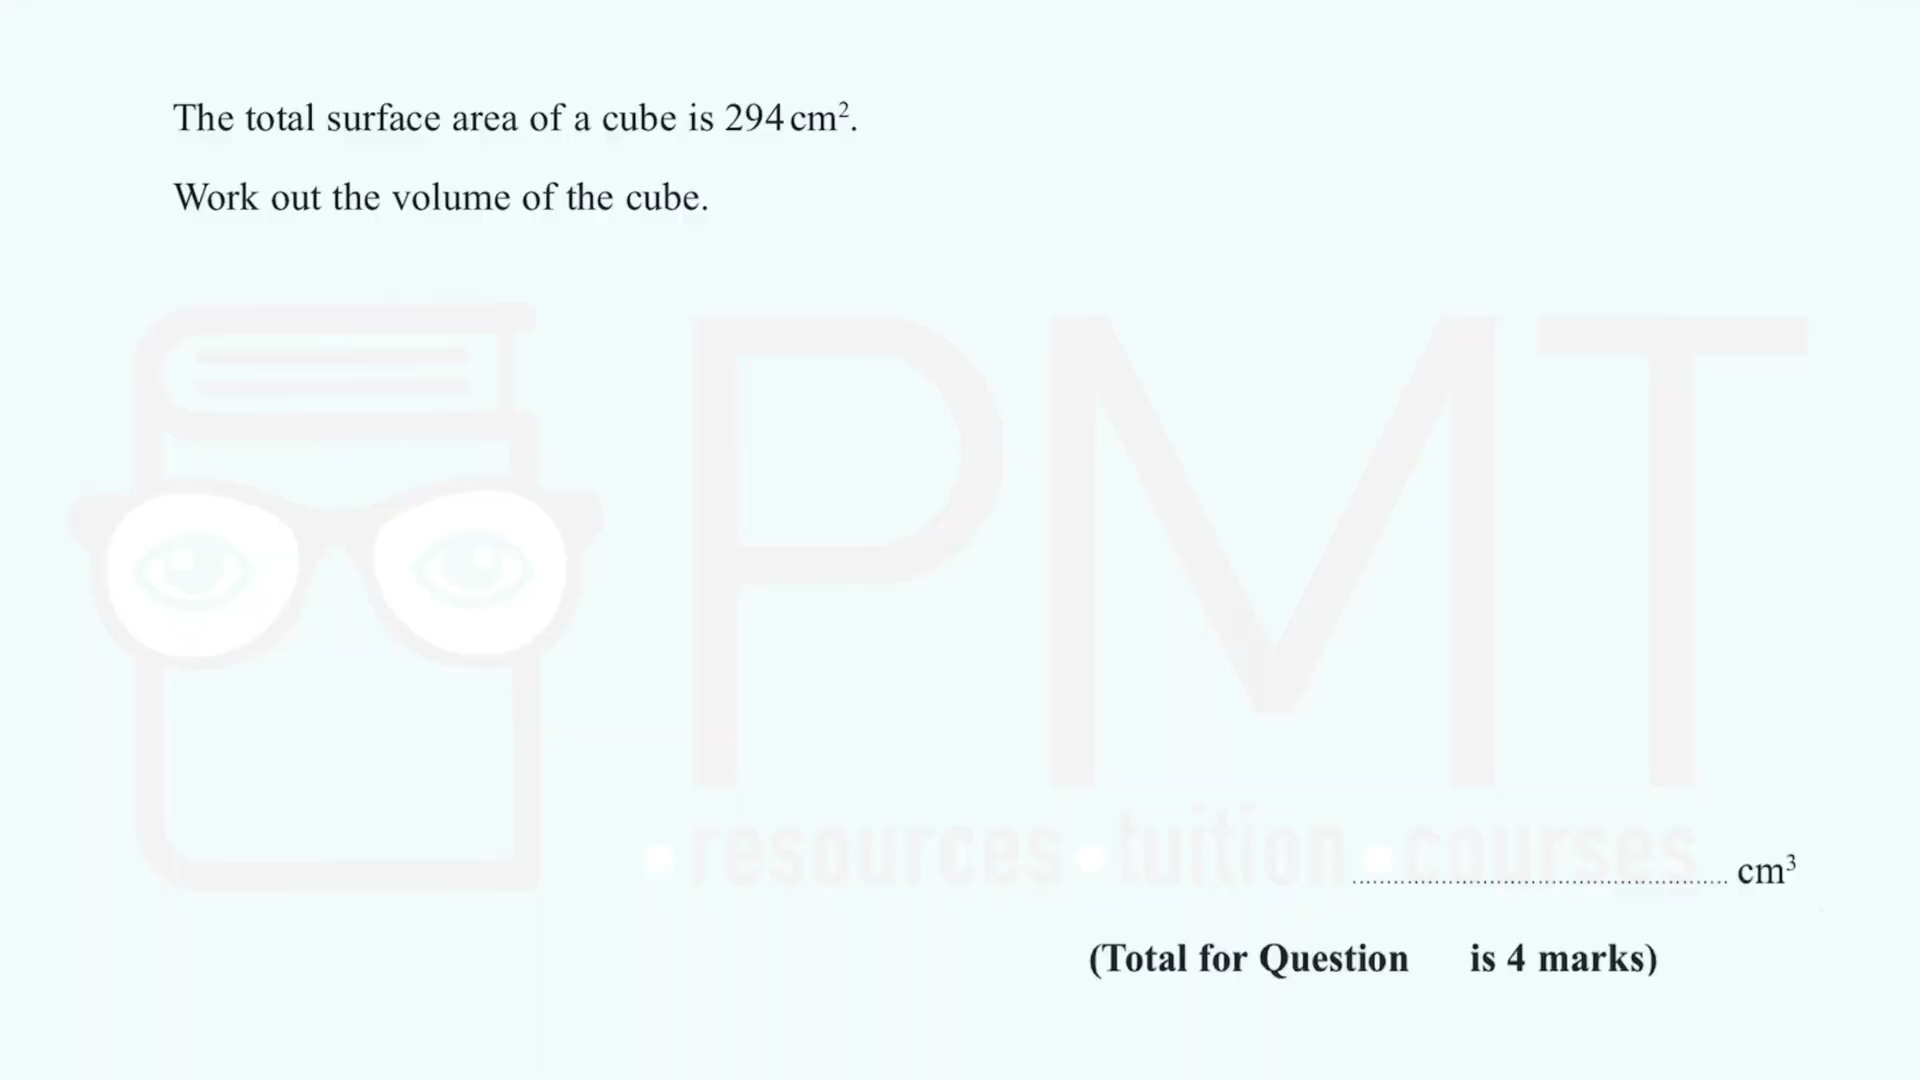 The total surface area of a cube is 294 cm².
Work out the volume of the cube.
PMT
resources • tuition • courses
.............................................. cm³
(Total for Question is 4 marks)